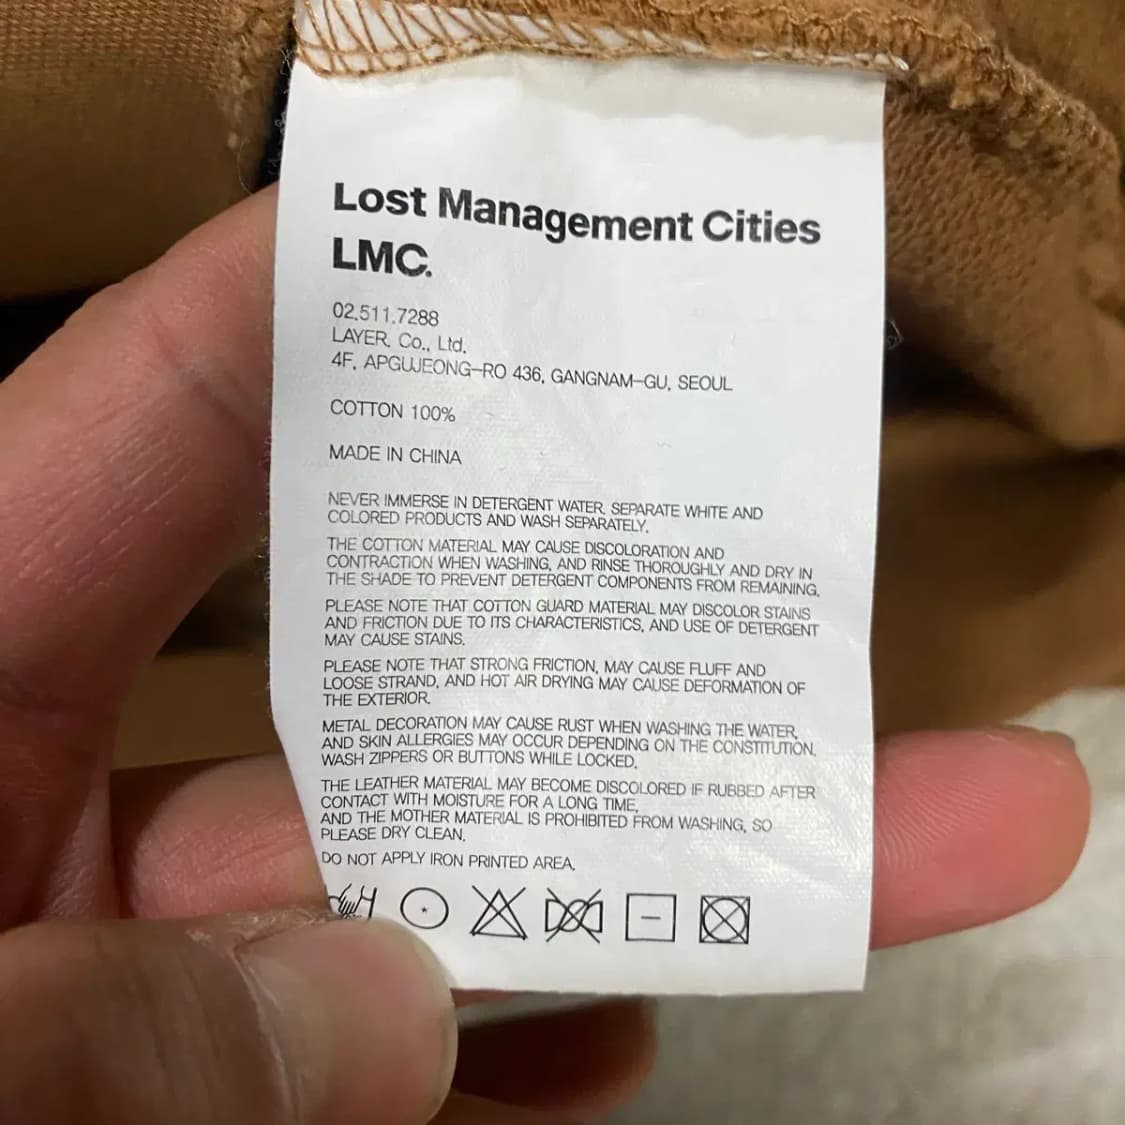 Lost Management Cities
LMC.
02.511.7288
LAYER. Co., Ltd.
4F, APGUJEONG-RO 436, GANGNAM-GU, SEOUL
COTTON 100%
MADE IN CHINA
NEVER IMMERSE IN DETERGENT WATER. SEPARATE WHITE AND
COLORED PRODUCTS AND WASH SEPARATELY.
THE COTTON MATERIAL MAY CAUSE DISCOLORATION AND
CONTRACTION WHEN WASHING, AND RINSE THOROUGHLY AND DRY IN
THE SHADE TO PREVENT DETERGENT COMPONENTS FROM REMAINING.
PLEASE NOTE THAT COTTON GUARD MATERIAL MAY DISCOLOR STAINS
AND FRICTION DUE TO ITS CHARACTERISTICS, AND USE OF DETERGENT
MAY CAUSE STAINS.
PLEASE NOTE THAT STRONG FRICTION, MAY CAUSE FLUFF AND
LOOSE STRAND, AND HOT AIR DRYING MAY CAUSE DEFORMATION OF
THE EXTERIOR.
METAL DECORATION MAY CAUSE RUST WHEN WASHING THE WATER,
AND SKIN ALLERGIES MAY OCCUR DEPENDING ON THE CONSTITUTION.
WASH ZIPPERS OR BUTTONS WHILE LOCKED.
THE LEATHER MATERIAL MAY BECOME DISCOLORED IF RUBBED AFTER
CONTACT WITH MOISTURE FOR A LONG TIME,
AND THE MOTHER MATERIAL IS PROHIBITED FROM WASHING, SO
PLEASE DRY CLEAN.
DO NOT APPLY IRON PRINTED AREA.